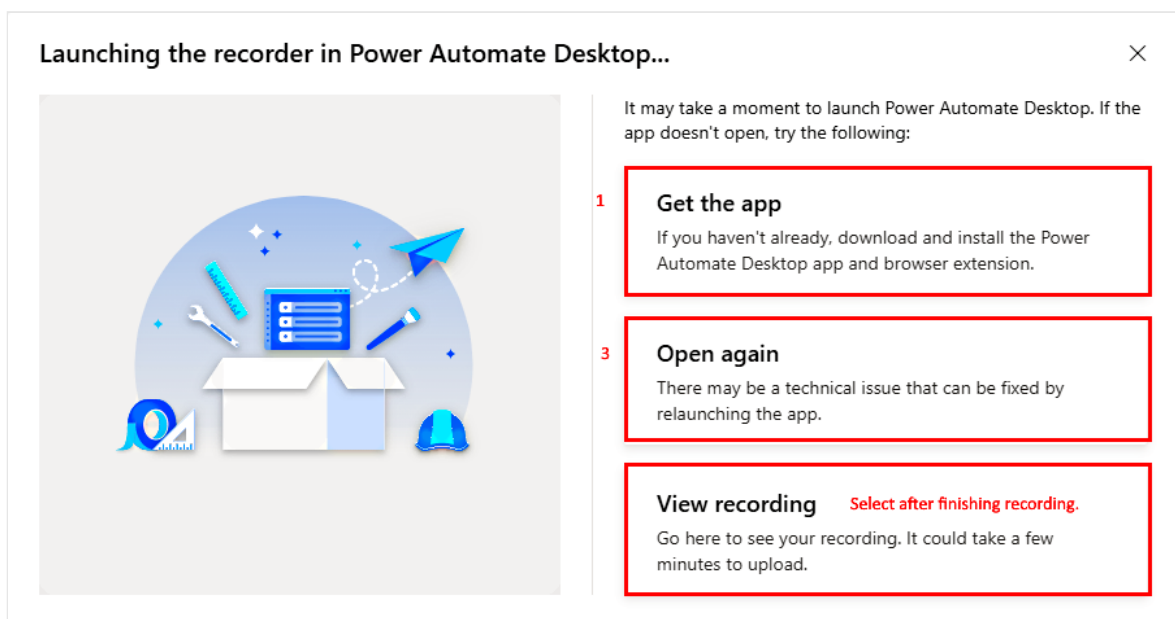 Launching the recorder in Power Automate Desktop...
It may take a moment to launch Power Automate Desktop. If the
app doesn't open, try the following:
1
Get the app
If you haven't already, download and install the Power
Automate Desktop app and browser extension.
3
Open again
There may be a technical issue that can be fixed by
relaunching the app.
View recording Select after finishing recording.
Go here to see your recording. It could take a few
minutes to upload.